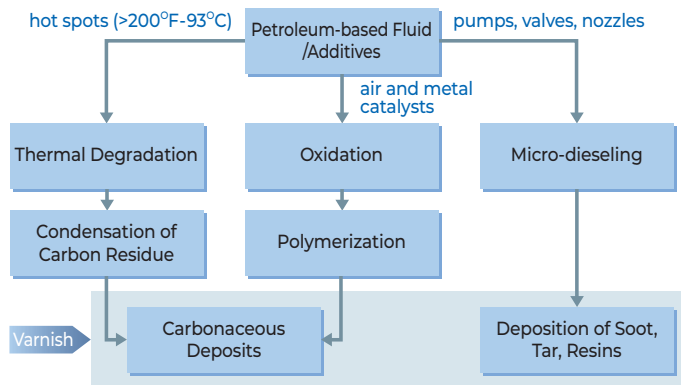 hot spots (>200°F-93°C)
Petroleum-based Fluid
/Additives
pumps, valves, nozzles
air and metal
catalysts
Thermal Degradation
Oxidation
Micro-dieseling
Condensation of
Carbon Residue
Polymerization
Varnish
Carbonaceous
Deposits
Deposition of Soot,
Tar, Resins